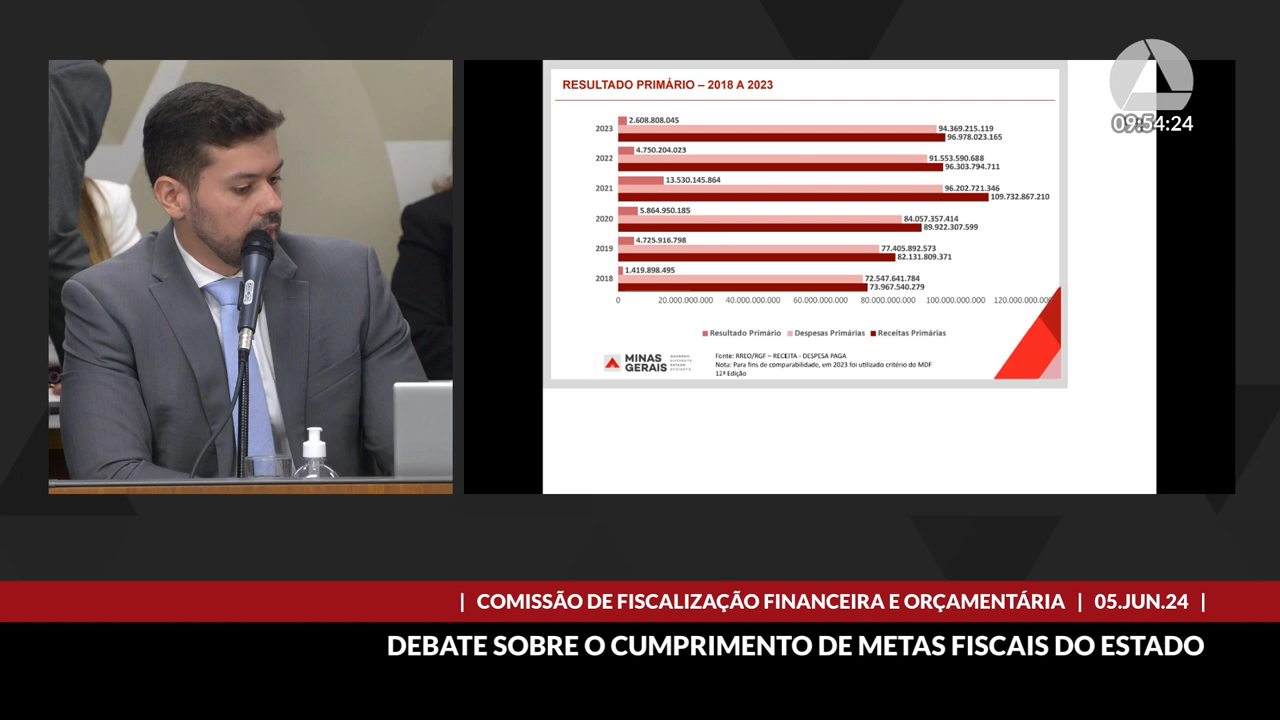 RESULTADO PRIMÁRIO – 2018 A 2023
09:54:24
2023
2.608.808.045
94.369.215.119
96.978.023.165
2022
4.750.204.023
91.553.590.688
96.303.794.711
2021
13.530.145.864
96.202.721.346
109.732.867.210
2020
5.864.950.185
84.057.357.414
89.922.307.599
2019
4.725.916.798
77.405.892.573
82.131.809.371
2018
1.419.898.495
72.547.641.784
73.967.540.279
0 20.000.000.000 40.000.000.000 60.000.000.000 80.000.000.000 100.000.000.000 120.000.000.000
Resultado Primário Despesas Primárias Receitas Primárias
MINAS
GERAIS
GOVERNO
DIFERENTE
ESTADO
EFICIENTE
Fonte: RREO/RGF – RECEITA - DESPESA PAGA
Nota: Para fins de comparabilidade, em 2023 foi utilizado critério do MDF
12ª Edição
| COMISSÃO DE FISCALIZAÇÃO FINANCEIRA E ORÇAMENTÁRIA | 05.JUN.24 |
DEBATE SOBRE O CUMPRIMENTO DE METAS FISCAIS DO ESTADO